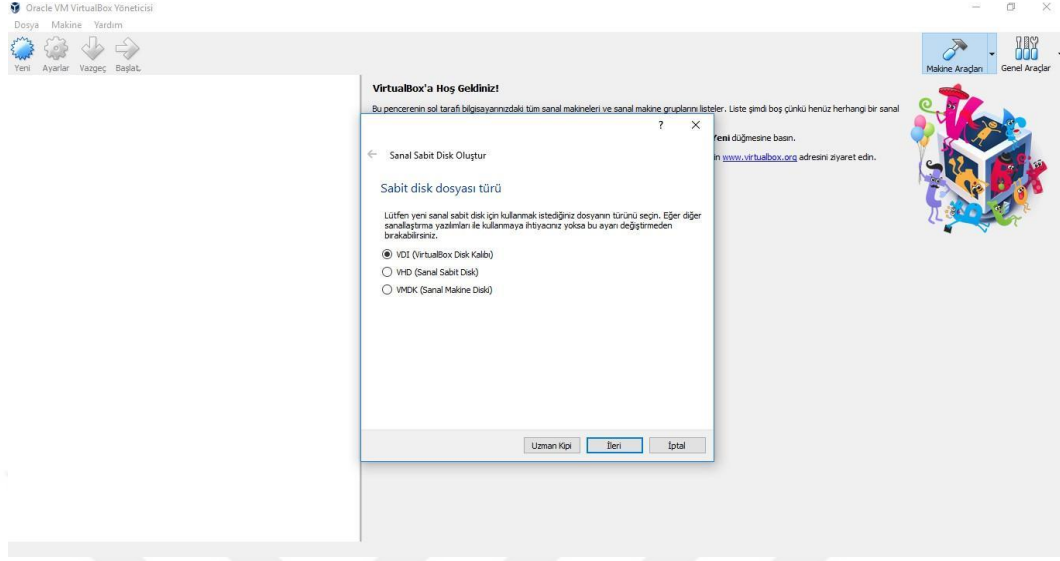 Oracle VM VirtualBox Yöneticisi
Dosya Makine Yardım
Yeni Ayarlar Vazgeç Başlat
Makine Araçları Genel Araçlar
VirtualBox'a Hoş Geldiniz!
Bu pencerenin sol tarafı bilgisayarınızdaki tüm sanal makineleri ve sanal makine gruplarını listeler. Liste şimdi boş çünkü henüz herhangi bir sanal
Yeni düğmesine basın.
in www.virtualbox.org adresini ziyaret edin.
? ×
Sanal Sabit Disk Oluştur
Sabit disk dosyası türü
Lütfen yeni sanal sabit disk için kullanmak istediğiniz dosyanın türünü seçin. Eğer diğer
sanallaştırma yazılımları ile kullanmaya ihtiyacınız yoksa bu ayarı değiştirmeden
bırakabilirsiniz.
VDI (VirtualBox Disk Kalıbı)
VHD (Sanal Sabit Disk)
VMDK (Sanal Makine Diski)
Uzman Kipi İleri İptal